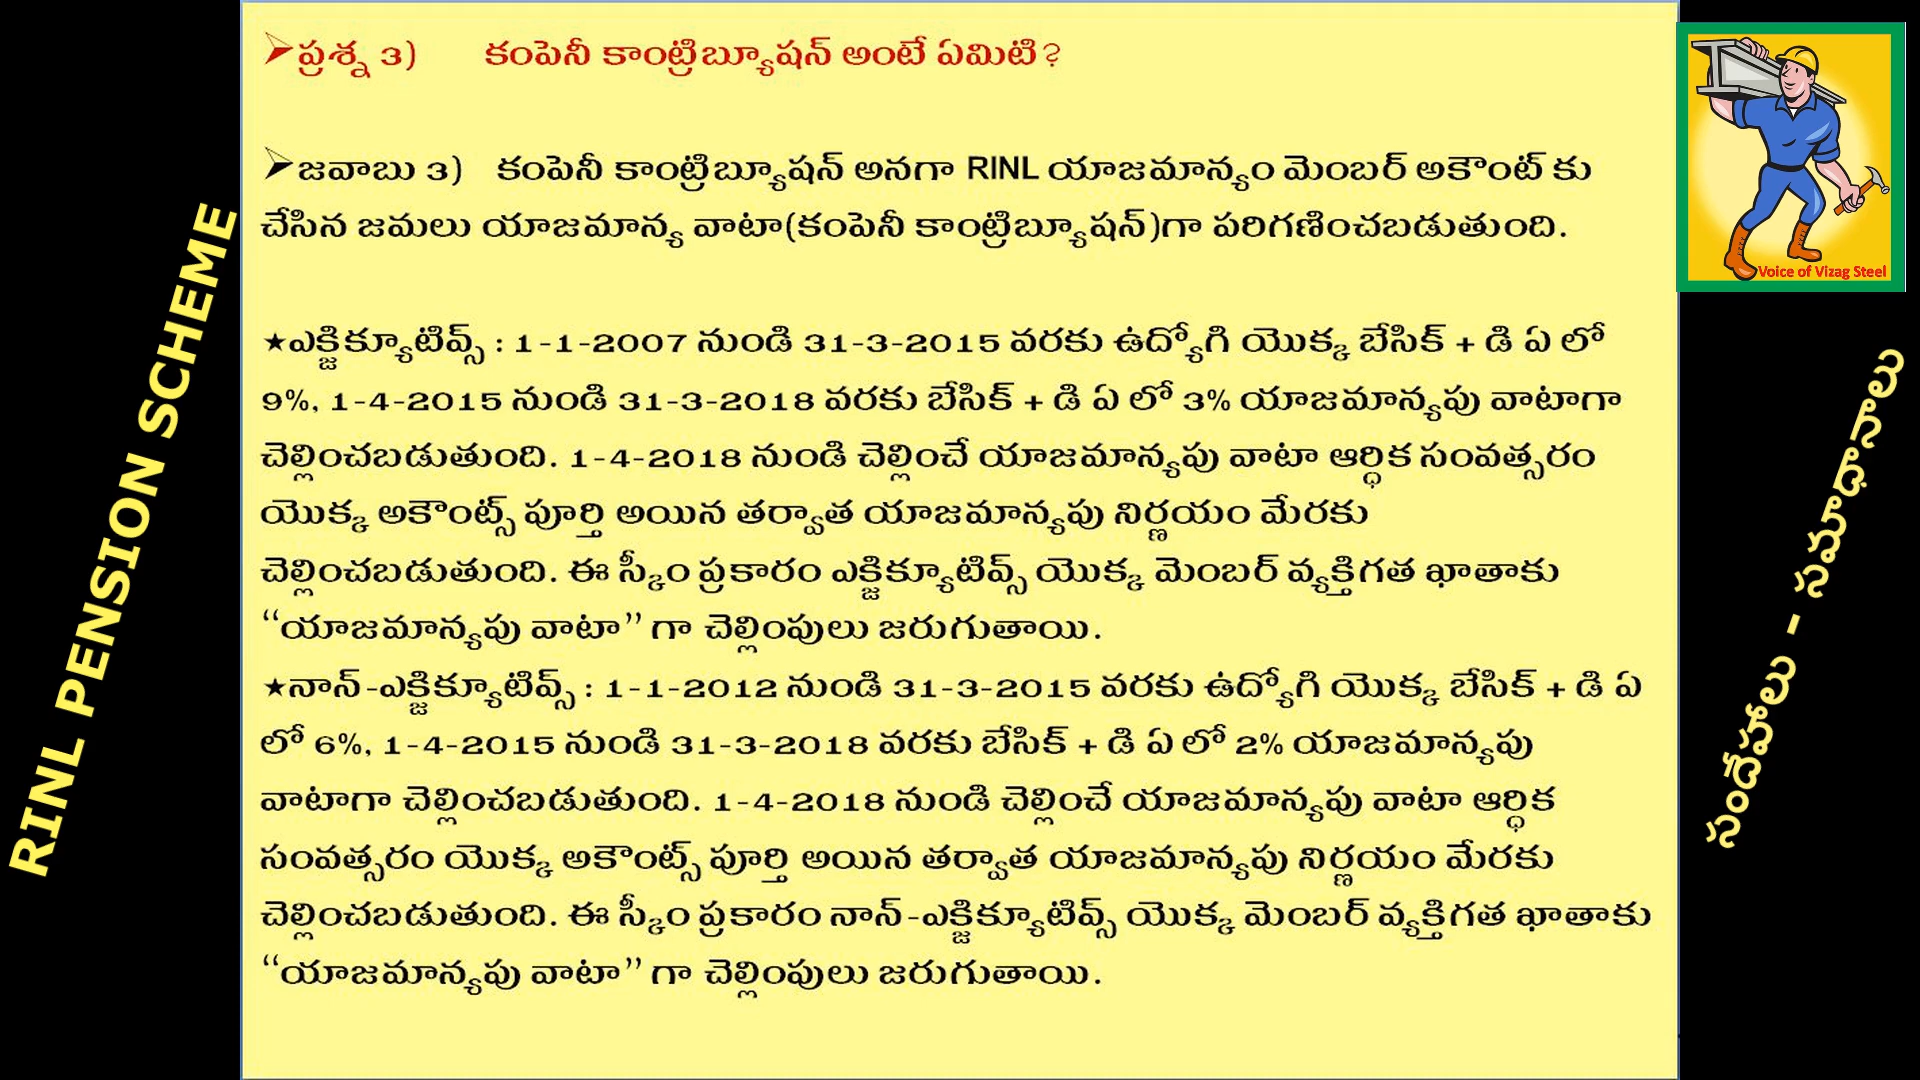 ప్రశ్న 3) కంపెనీ కాంట్రిబ్యూషన్ అంటే ఏమిటి?
జవాబు 3) కంపెనీ కాంట్రిబ్యూషన్ అనగా RINL యాజమాన్యం మెంబర్ అకౌంట్ కు
చేసిన జమలు యాజమాన్య వాటా(కంపెనీ కాంట్రిబ్యూషన్)గా పరిగణించబడుతుంది.
★ఎక్జిక్యూటివ్స్ : 1-1-2007 నుండి 31-3-2015 వరకు ఉద్యోగి యొక్క బేసిక్ + డి ఏ లో
9%, 1-4-2015 నుండి 31-3-2018 వరకు బేసిక్ + డి ఏ లో 3% యాజమాన్యపు వాటాగా
చెల్లించబడుతుంది. 1-4-2018 నుండి చెల్లించే యాజమాన్యపు వాటా ఆర్ధిక సంవత్సరం
యొక్క అకౌంట్స్ పూర్తి అయిన తర్వాత యాజమాన్యపు నిర్ణయం మేరకు
చెల్లించబడుతుంది. ఈ స్కీం ప్రకారం ఎక్జిక్యూటివ్స్ యొక్క మెంబర్ వ్యక్తిగత ఖాతాకు
“యాజమాన్యపు వాటా” గా చెల్లింపులు జరుగుతాయి.
★నాన్-ఎక్జిక్యూటివ్స్ : 1-1-2012 నుండి 31-3-2015 వరకు ఉద్యోగి యొక్క బేసిక్ + డి ఏ
లో 6%, 1-4-2015 నుండి 31-3-2018 వరకు బేసిక్ + డి ఏ లో 2% యాజమాన్యపు
వాటాగా చెల్లించబడుతుంది. 1-4-2018 నుండి చెల్లించే యాజమాన్యపు వాటా ఆర్ధిక
సంవత్సరం యొక్క అకౌంట్స్ పూర్తి అయిన తర్వాత యాజమాన్యపు నిర్ణయం మేరకు
చెల్లించబడుతుంది. ఈ స్కీం ప్రకారం నాన్-ఎక్జిక్యూటివ్స్ యొక్క మెంబర్ వ్యక్తిగత ఖాతాకు
“యాజమాన్యపు వాటా” గా చెల్లింపులు జరుగుతాయి.
RINL PENSION SCHEME
Voice of Vizag Steel
సందేహాలు - సమాధానాలు